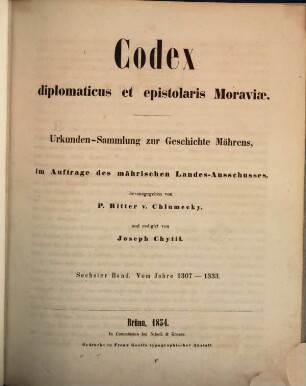 Codex
diplomaticus et epistolaris Moraviæ.
Urkunden-Sammlung zur Geschichte Mährens,
im Auftrage des mährischen Landes-Ausschusses,
herausgegeben von
P. Ritter v. Chlumecky,
und redigirt von
Joseph Chytil.
Sechster Band. Vom Jahre 1307 — 1333.
Brünn, 1854.
In Commission bei Nitsch & Grosse.
Gedruckt in Franz Gastl's typographischer Anstalt.